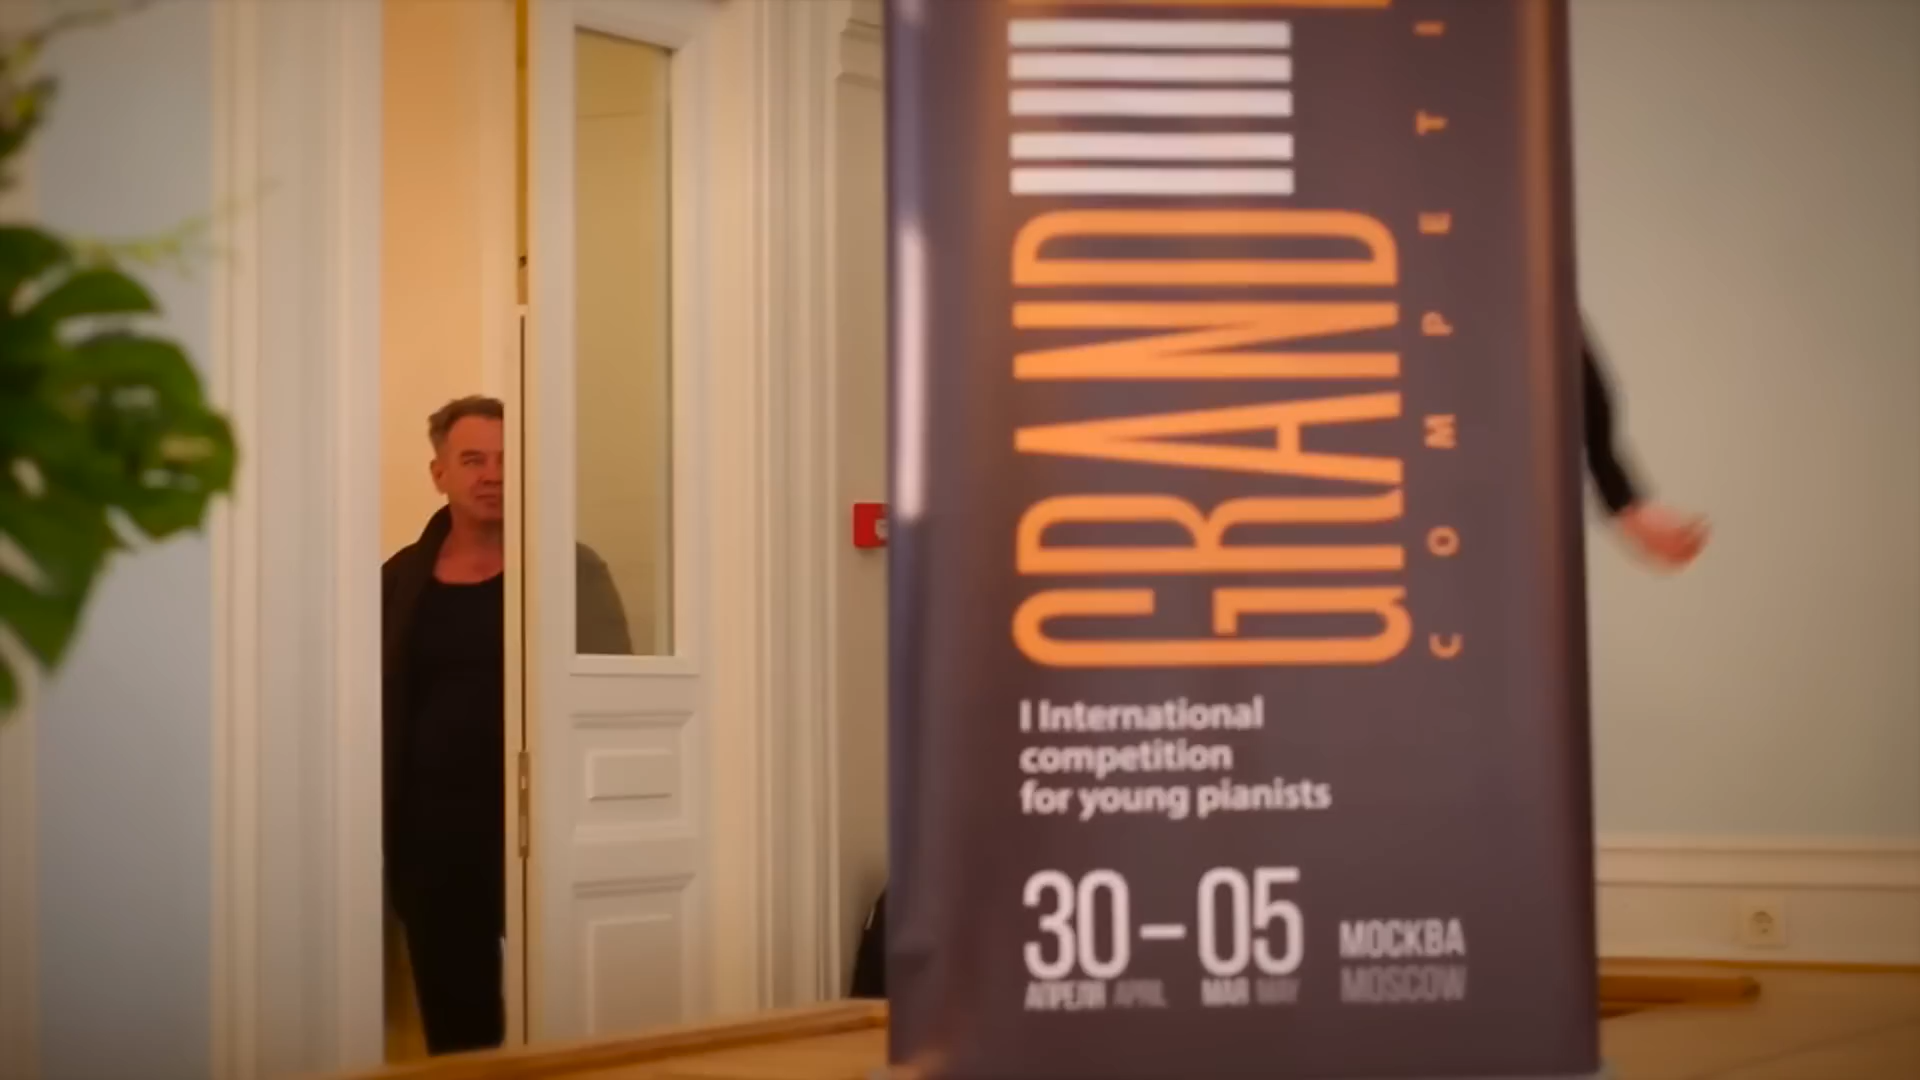 GRAND
COMPETI
I International
competition
for young pianists
30–05
АПРЕЛЯ APRIL МАЯ MAY
МОСКВА
MOSCOW